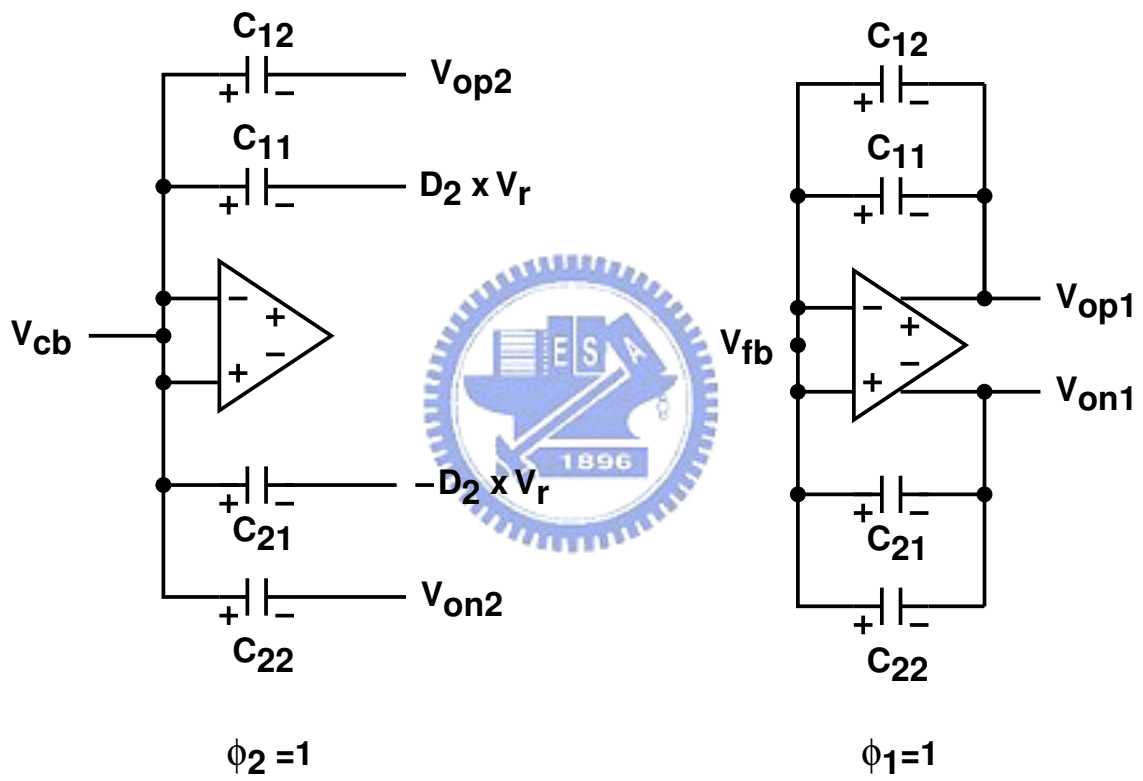 C12
+ −
Vop2
C11
+ −
D2 x Vr
−
+
−
+
Vcb
−D2 x Vr
+ −
C21
Von2
+ −
C22
ϕ2 =1
C12
+ −
C11
+ −
−
+
−
+
Vop1
Vfb
Von1
+ −
C21
+ −
C22
ϕ1=1
E S A
1896